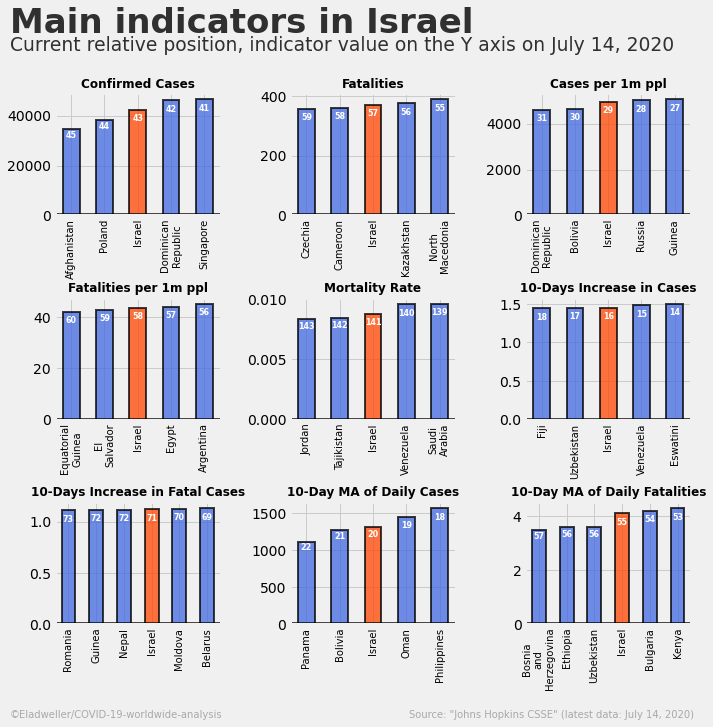 Main indicators in Israel
Current relative position, indicator value on the Y axis on July 14, 2020
Confirmed Cases
40000
20000
0
45
44
43
42
41
Afghanistan
Poland
Israel
Dominican
Republic
Singapore
Fatalities
400
200
0
59
58
57
56
55
Czechia
Cameroon
Israel
Kazakhstan
North
Macedonia
Cases per 1m ppl
4000
2000
0
31
30
29
28
27
Dominican
Republic
Bolivia
Israel
Russia
Guinea
Fatalities per 1m ppl
40
20
0
60
59
58
57
56
Equatorial
Guinea
El
Salvador
Israel
Egypt
Argentina
Mortality Rate
0.010
0.005
0.000
143
142
141
140
139
Jordan
Tajikistan
Israel
Venezuela
Saudi
Arabia
10-Days Increase in Cases
1.5
1.0
0.5
0.0
18
17
16
15
14
Fiji
Uzbekistan
Israel
Venezuela
Eswatini
10-Days Increase in Fatal Cases
1.0
0.5
0.0
73
72
72
71
70
69
Romania
Guinea
Nepal
Israel
Moldova
Belarus
10-Day MA of Daily Cases
1500
1000
500
0
22
21
20
19
18
Panama
Bolivia
Israel
Oman
Philippines
10-Day MA of Daily Fatalities
4
2
0
57
56
56
55
54
53
Bosnia
and
Herzegovina
Ethiopia
Uzbekistan
Israel
Bulgaria
Kenya
©Eladweller/COVID-19-worldwide-analysis
Source: "Johns Hopkins CSSE" (latest data: July 14, 2020)